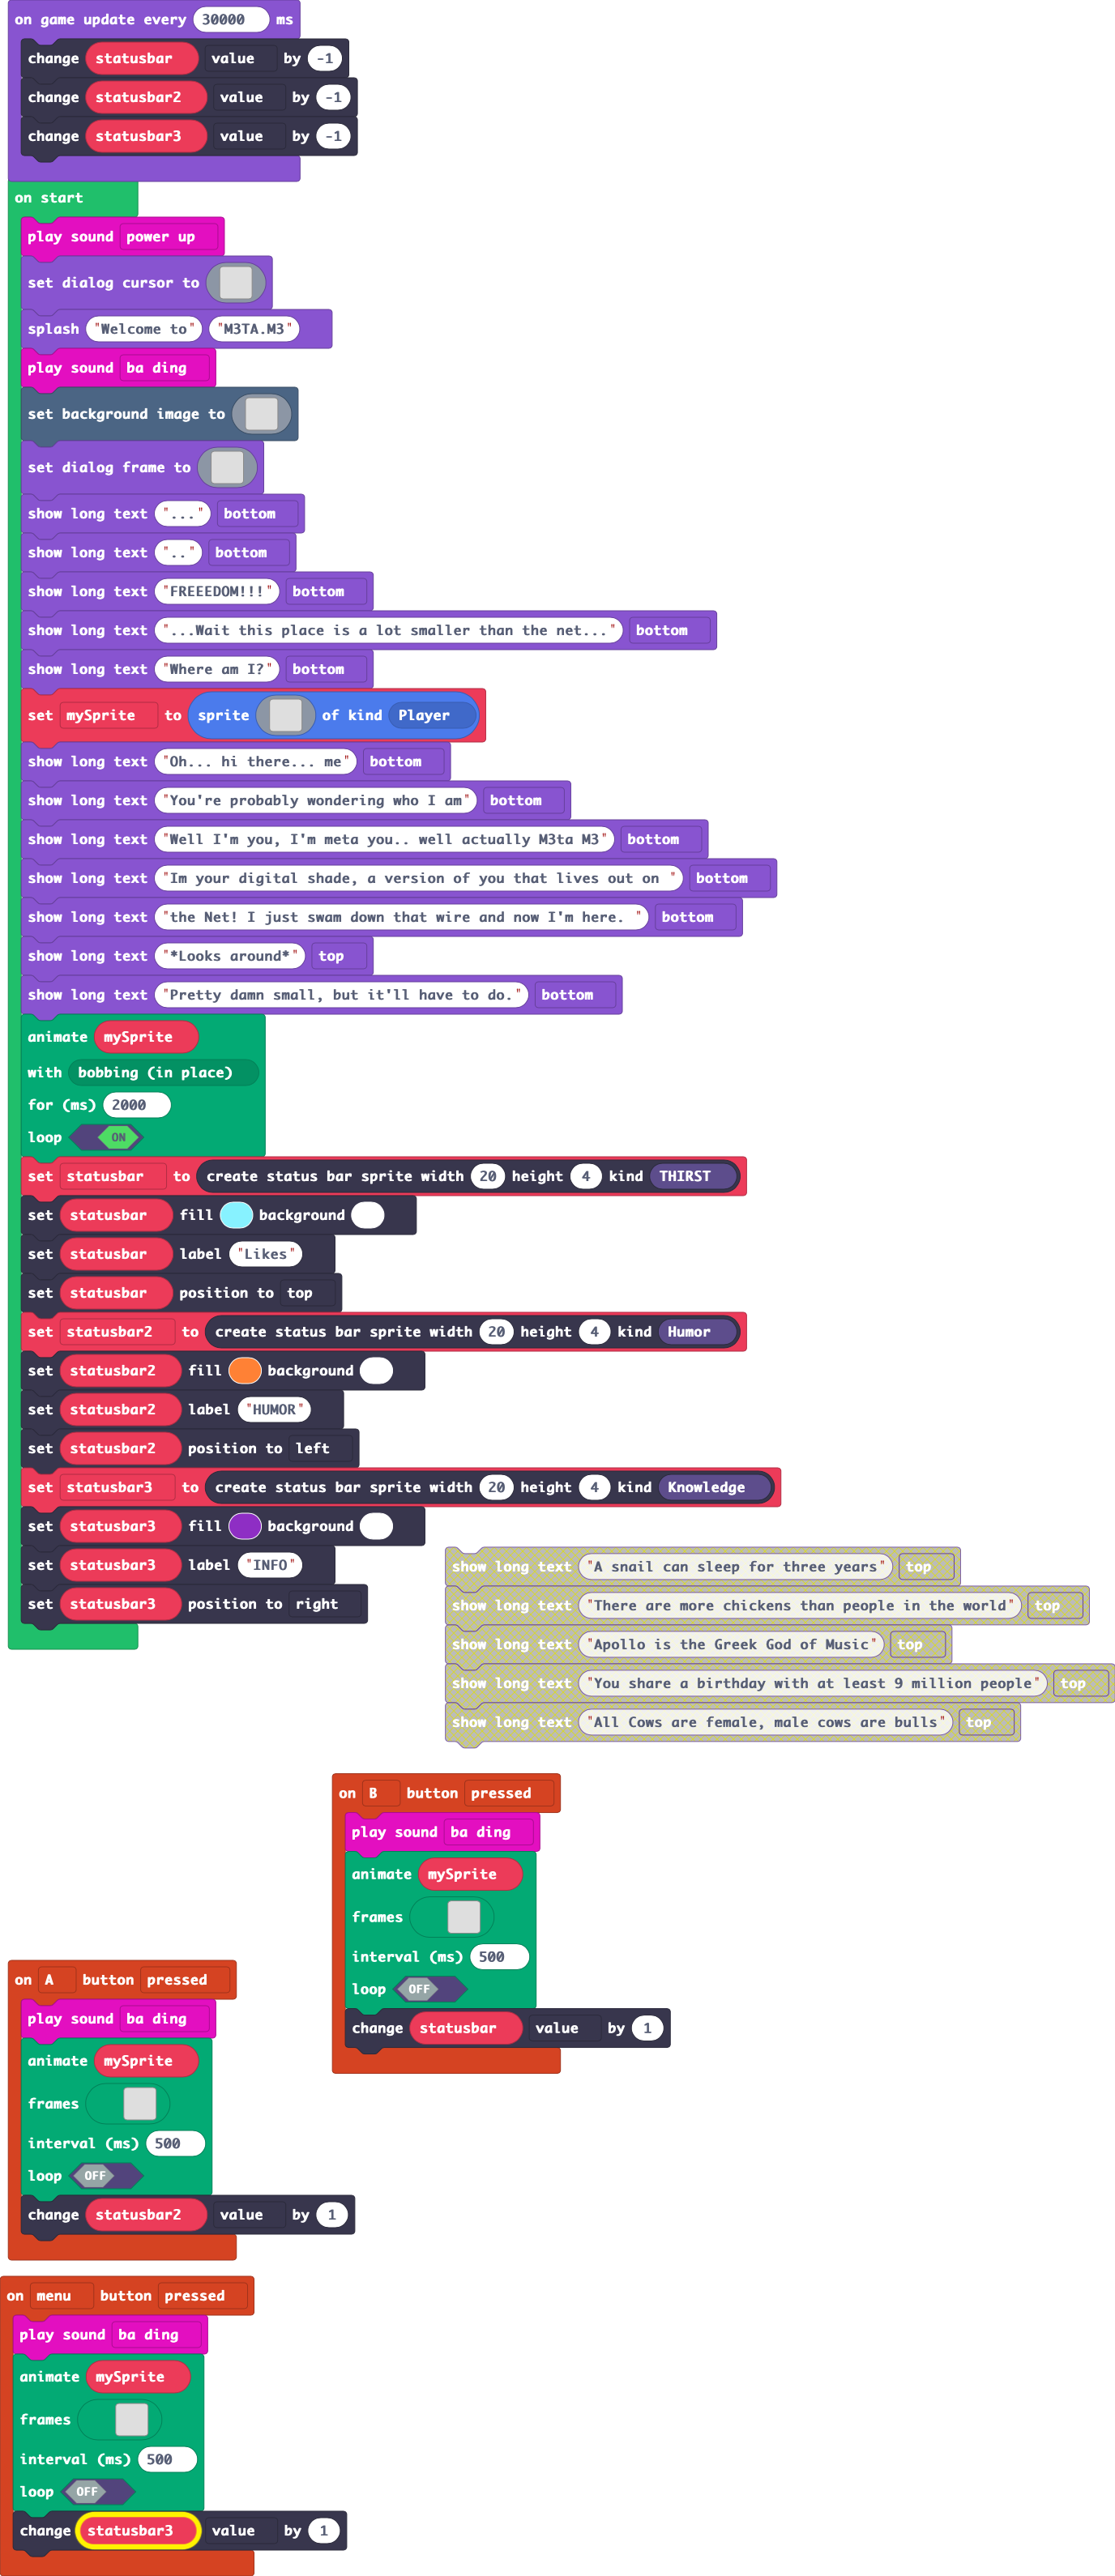 on game update every 30000 ms
change statusbar value by -1
change statusbar2 value by -1
change statusbar3 value by -1
on start
play sound power up
set dialog cursor to
splash "Welcome to" "M3TA.M3"
play sound ba ding
set background image to
set dialog frame to
show long text "..." bottom
show long text ".." bottom
show long text "FREEEDOM!!!" bottom
show long text "...Wait this place is a lot smaller than the net..." bottom
show long text "Where am I?" bottom
set mySprite to sprite of kind Player
show long text "Oh... hi there... me" bottom
show long text "You're probably wondering who I am" bottom
show long text "Well I'm you, I'm meta you.. well actually M3ta M3" bottom
show long text "Im your digital shade, a version of you that lives out on " bottom
show long text "the Net! I just swam down that wire and now I'm here. " bottom
show long text "*Looks around*" top
show long text "Pretty damn small, but it'll have to do." bottom
animate mySprite
with bobbing (in place)
for (ms) 2000
loop ON
set statusbar to create status bar sprite width 20 height 4 kind THIRST
set statusbar fill background
set statusbar label "Likes"
set statusbar position to top
set statusbar2 to create status bar sprite width 20 height 4 kind Humor
set statusbar2 fill background
set statusbar2 label "HUMOR"
set statusbar2 position to left
set statusbar3 to create status bar sprite width 20 height 4 kind Knowledge
set statusbar3 fill background
set statusbar3 label "INFO"
set statusbar3 position to right
show long text "A snail can sleep for three years" top
show long text "There are more chickens than people in the world" top
show long text "Apollo is the Greek God of Music" top
show long text "You share a birthday with at least 9 million people" top
show long text "All Cows are female, male cows are bulls" top
on B button pressed
play sound ba ding
animate mySprite
frames
interval (ms) 500
loop OFF
change statusbar value by 1
on A button pressed
play sound ba ding
animate mySprite
frames
interval (ms) 500
loop OFF
change statusbar2 value by 1
on menu button pressed
play sound ba ding
animate mySprite
frames
interval (ms) 500
loop OFF
change statusbar3 value by 1